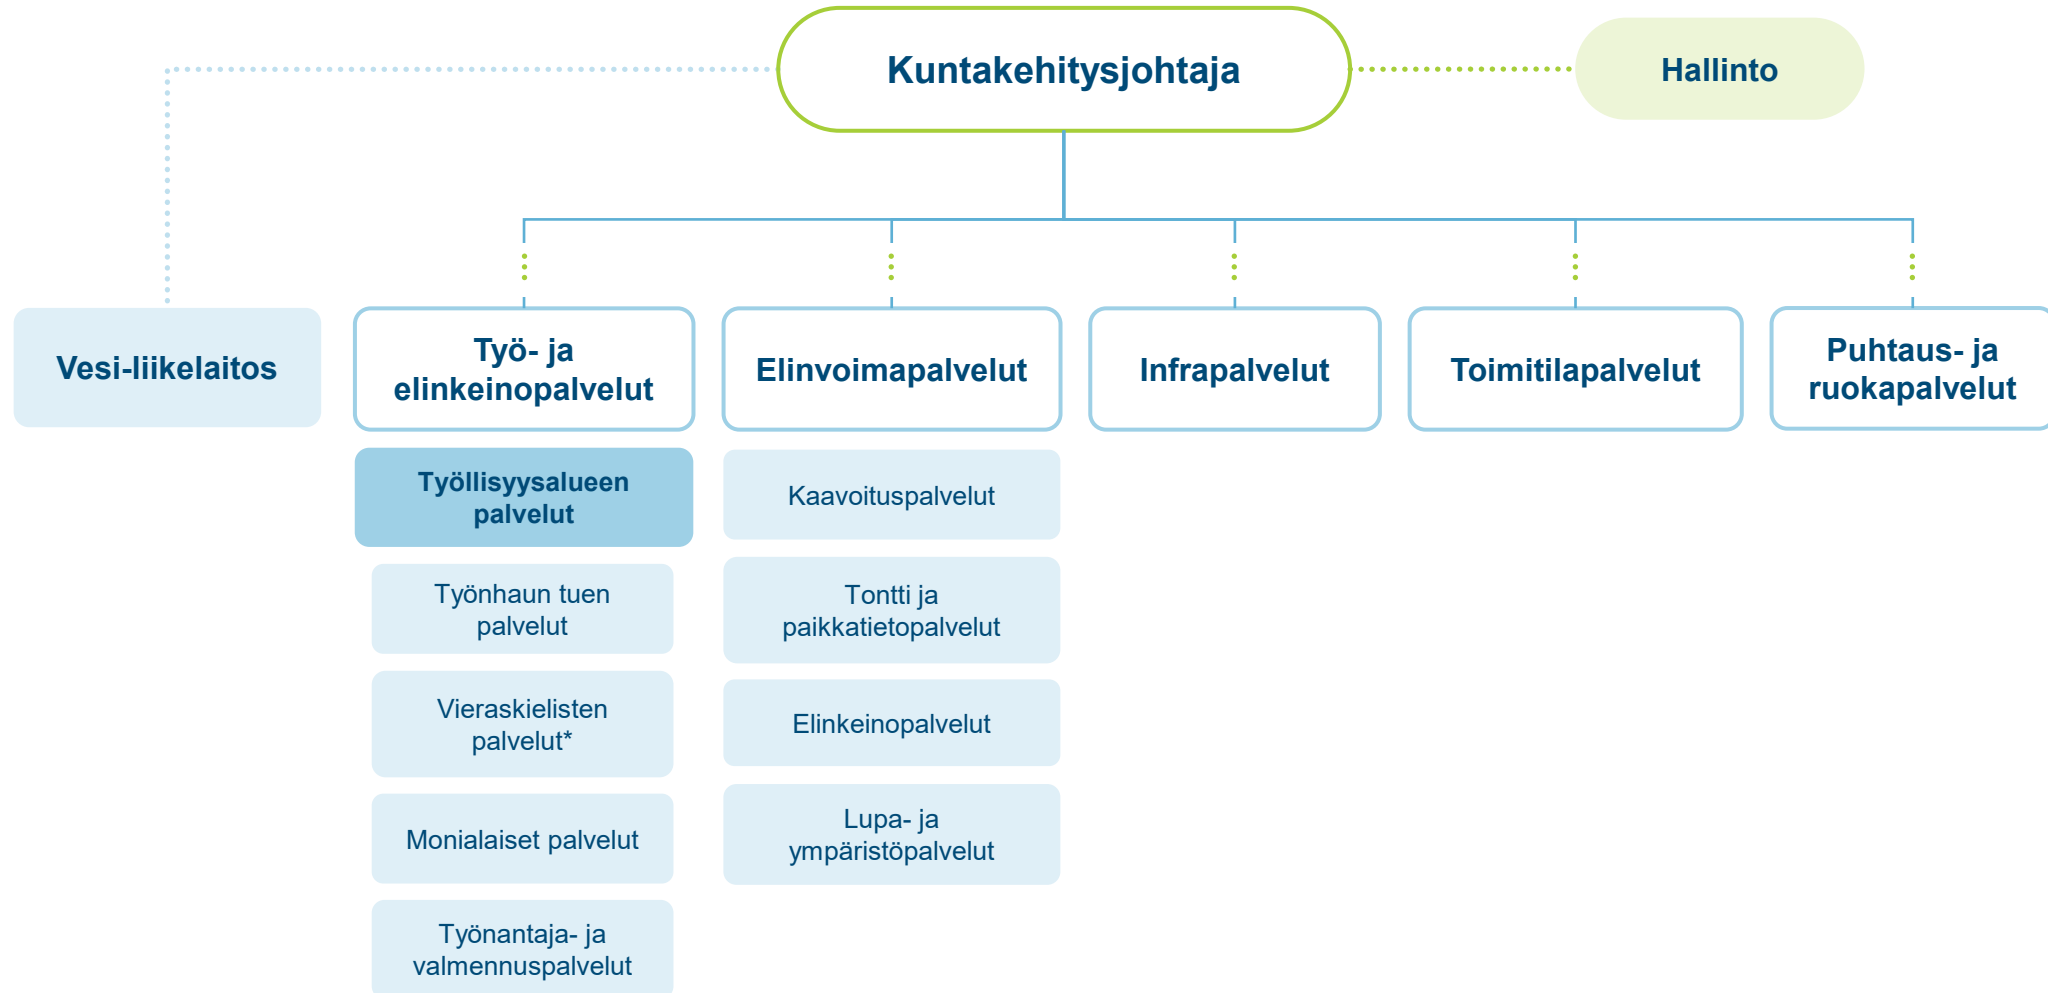 Kuntakehitysjohtaja
Hallinto
Vesi-liikelaitos
Työ- ja
elinkeinopalvelut
Elinvoimapalvelut
Infrapalvelut
Toimitilapalvelut
Puhtaus- ja
ruokapalvelut
Työllisyysalueen
palvelut
Työnhaun tuen
palvelut
Vieraskielisten
palvelut*
Monialaiset palvelut
Työnantaja- ja
valmennuspalvelut
Kaavoituspalvelut
Tontti ja
paikkatietopalvelut
Elinkeinopalvelut
Lupa- ja
ympäristöpalvelut